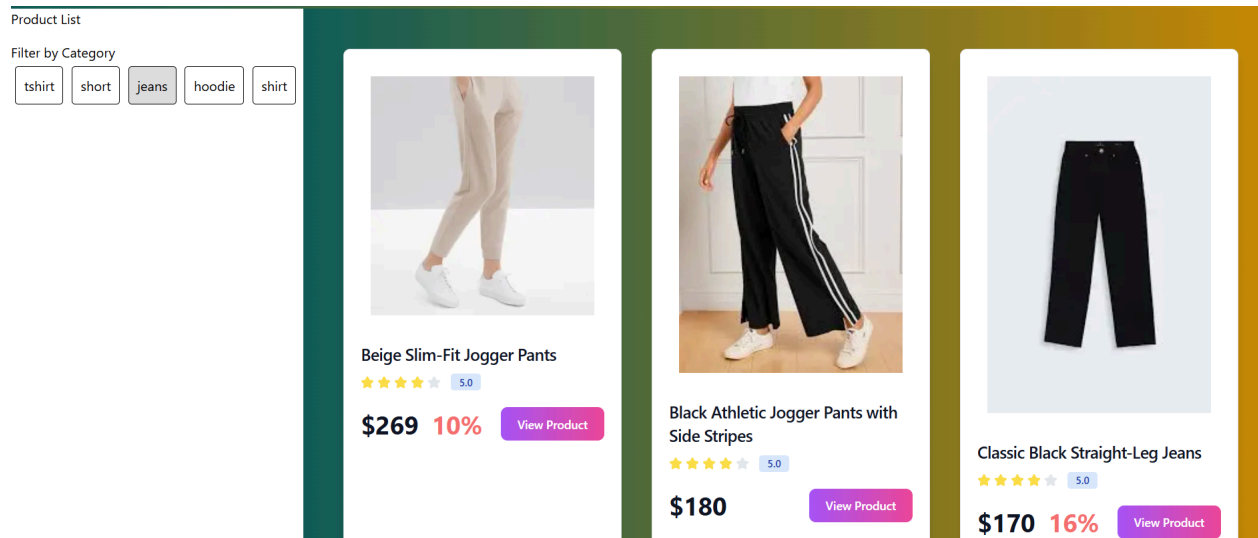 Product List
Filter by Category
tshirt short jeans hoodie shirt
Beige Slim-Fit Jogger Pants
5.0
$269 10% View Product
Black Athletic Jogger Pants with
Side Stripes
5.0
$180 View Product
Classic Black Straight-Leg Jeans
5.0
$170 16% View Product